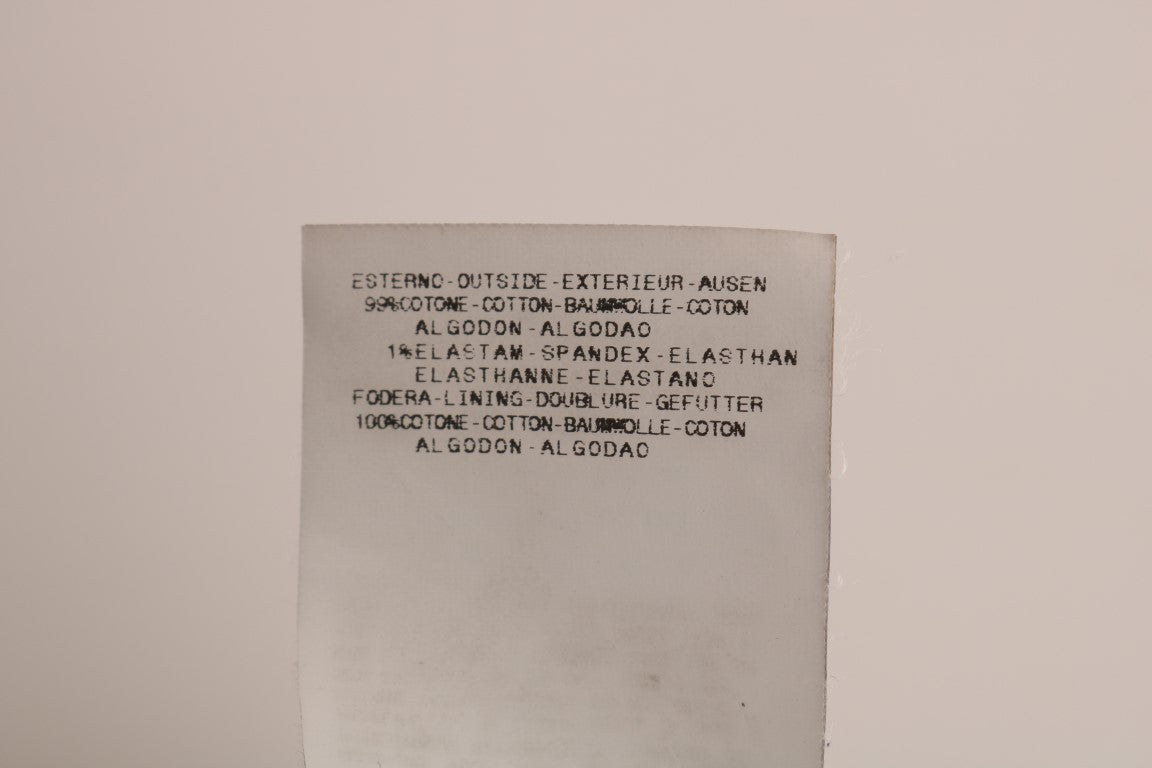 ESTERNO-OUTSIDE-EXTERIEUR-AUSEN
99%COTONE-COTTON-BAUMWOLLE-COTON
ALGODON-ALGODAO
1%ELASTAM-SPANDEX-ELASTHAN
ELASTHANNE-ELASTANO
FODERA-LINING-DOUBLURE-GEFUTTER
100%COTONE-COTTON-BAUMWOLLE-COTON
ALGODON-ALGODAO